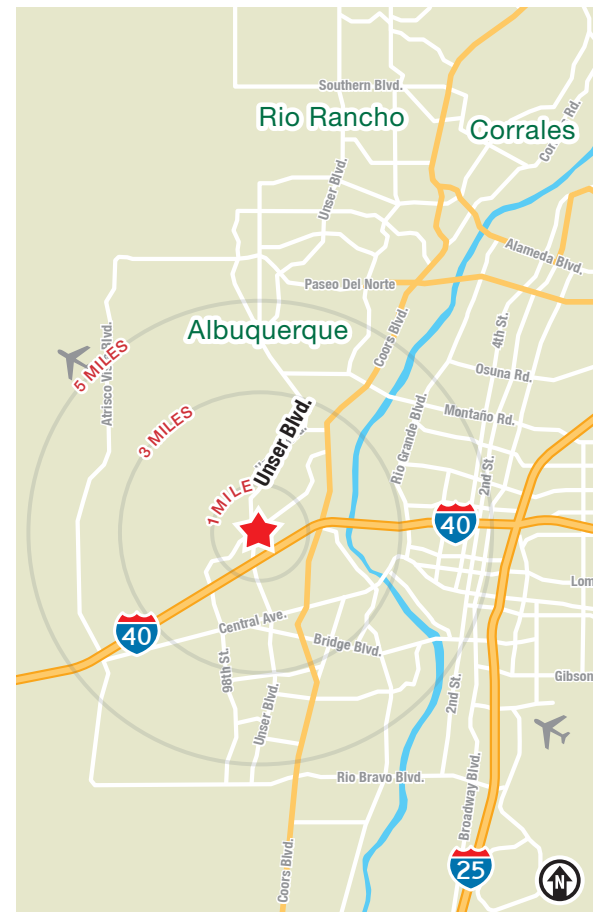 Southern Blvd.
Rio Rancho
Corrales
Unser Blvd.
Alameda Blvd.
Paseo Del Norte
Albuquerque
Coors Blvd.
4th St.
5 MILES
Osuna Rd.
3 MILES
Montaño Rd.
Unser Blvd.
Rio Grande Blvd.
2nd St.
1 MILE
40
40
Central Ave.
Bridge Blvd.
98th St.
Unser Blvd.
2nd St.
Gibson
Rio Bravo Blvd.
Broadway Blvd.
Coors Blvd.
25
N